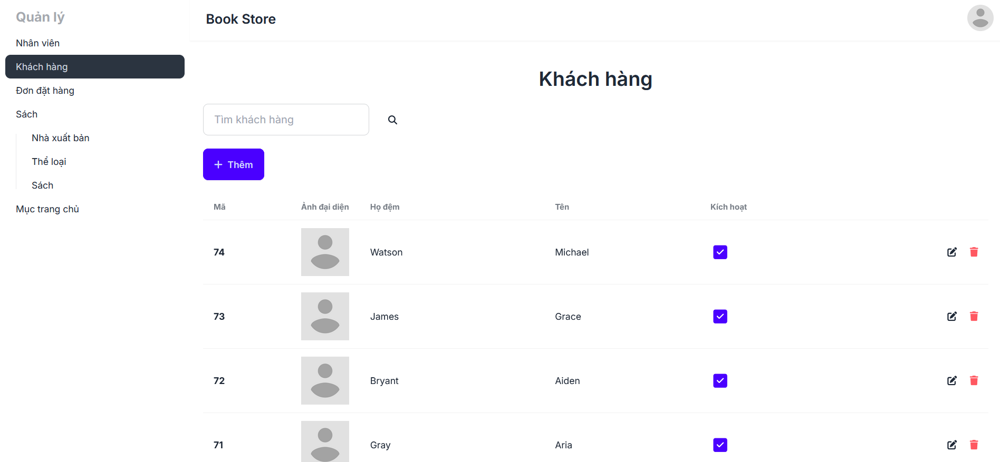 Quản lý
Nhân viên
Khách hàng
Đơn đặt hàng
Sách
Nhà xuất bản
Thể loại
Sách
Mục trang chủ
Book Store
Khách hàng
Tìm khách hàng
Thêm
Mã Ảnh đại diện Họ đệm Tên Kích hoạt
74 Watson Michael
73 James Grace
72 Bryant Aiden
71 Gray Aria